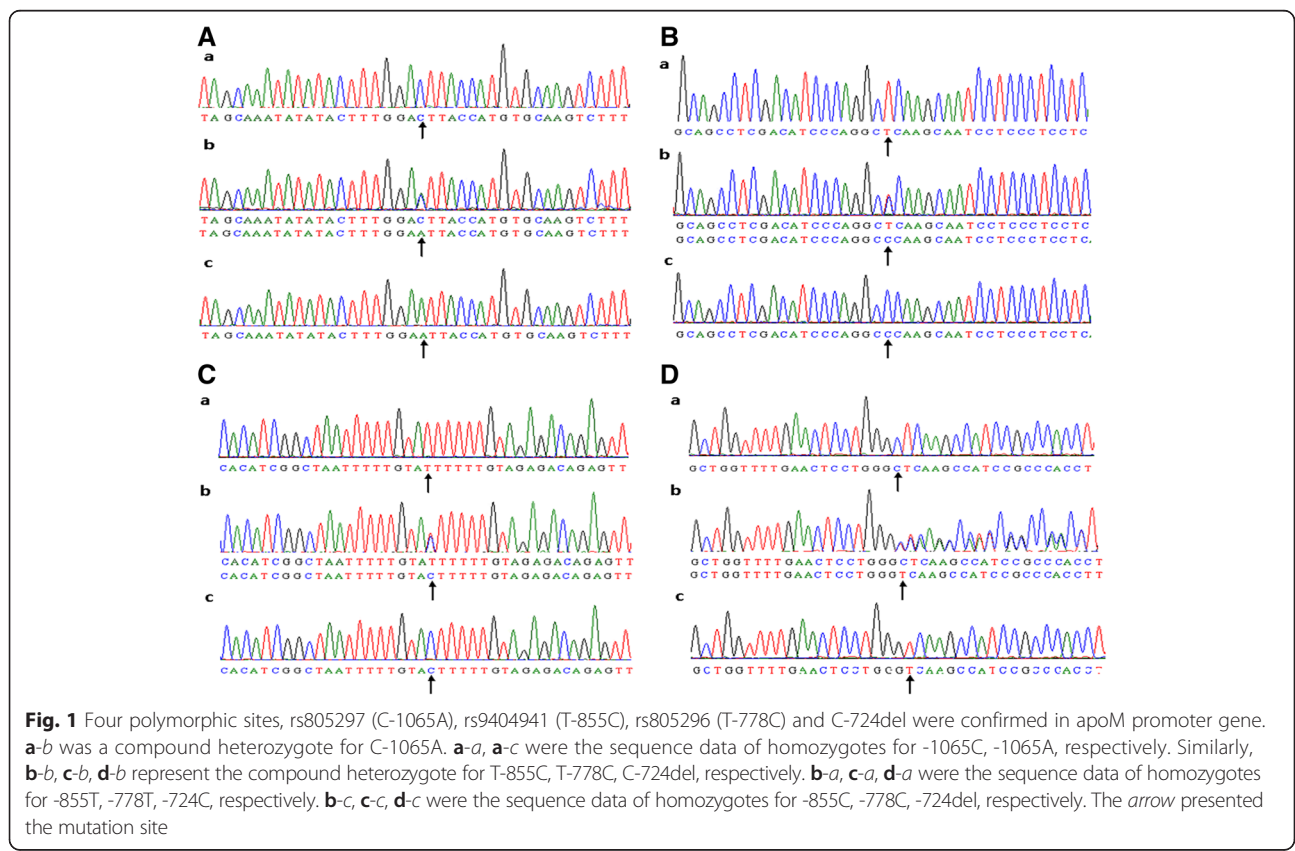 A
B
a
TAGCAAATATATACTTTGGACTTACCATGTGCAAGTCTTT
a
GCAGCCTCGACATCCCAGGCTCAAGCAATCCTCCCTCCTC
b
TAGCAAATATATACTTTGGACTTACCATGTGCAAGTCTTT
TAGCAAATATATACTTTGGAATTACCATGTGCAAGTCTTT
b
GCAGCCTCGACATCCCAGGCTCAAGCAATCCTCCCTCCTC
GCAGCCTCGACATCCCAGGCCCAAGCAATCCTCCCTCCTC.
c
TAGCAAATATATACTTTGGAATTACCATGTGCAAGTCTTT
c
GCAGCCTCGACATCCCAGGCCCAAGCAATCCTCCCTCCTC.
C
D
a
CACATCGGCTAATTTTTGTATTTTTTGTAGAGACAGAGTT
a
GCTGGTTTTGAACTCCTGGGCTCAAGCCATCCGCCCACCT
b
CACATCGGCTAATTTTTGTATTTTTTGTAGAGACAGAGTT
CACATCGGCTAATTTTTGTACTTTTTGTAGAGACAGAGTT
b
GCTGGTTTTGAACTCCTGGGCTCAAGCCATCCGCCCACCT
GCTGGTTTTGAACTCCTGGGTCAAGCCATCCGCCCACCTT
c
CACATCGGCTAATTTTTGTACTTTTTGTAGAGACAGAGTT
c
Fig. 1 Four polymorphic sites, rs805297 (C-1065A), rs9404941 (T-855C), rs805296 (T-778C) and C-724del were confirmed in apoM promoter gene.
a-b was a compound heterozygote for C-1065A. a-a, a-c were the sequence data of homozygotes for -1065C, -1065A, respectively. Similarly,
b-b, c-b, d-b represent the compound heterozygote for T-855C, T-778C, C-724del, respectively. b-a, c-a, d-a were the sequence data of homozygotes
for -855T, -778T, -724C, respectively. b-c, c-c, d-c were the sequence data of homozygotes for -855C, -778C, -724del, respectively. The arrow presented
the mutation site